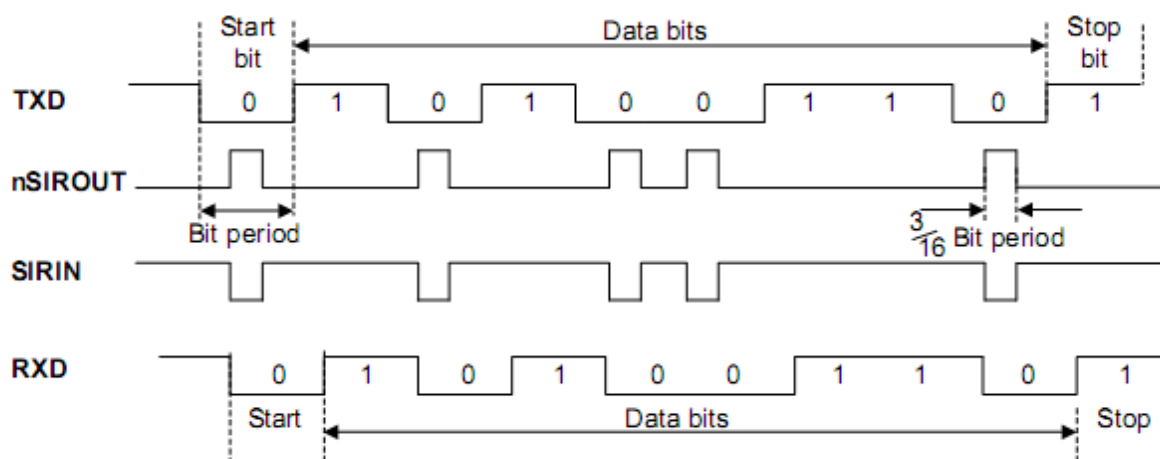 Start
bit
Data bits
Stop
bit
TXD
0 1 0 1 0 0 1 1 0 1
nSIROUT
Bit period
3/16 Bit period
SIRIN
RXD
0 1 0 1 0 0 1 1 0 1
Start
Data bits
Stop